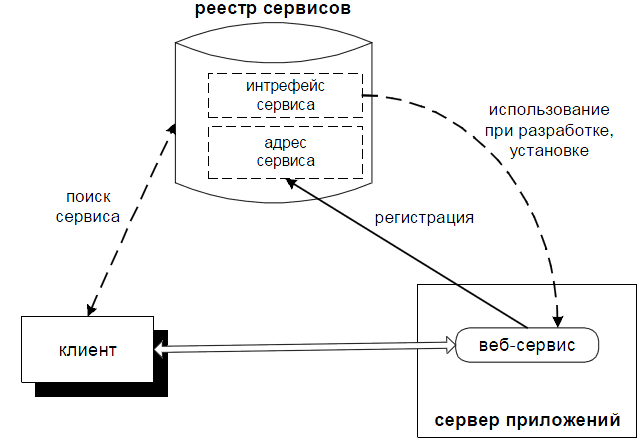 реестр сервисов
интрефейс
сервиса
адрес
сервиса
использование
при разработке,
установке
поиск
сервиса
регистрация
клиент
веб-сервис
сервер приложений